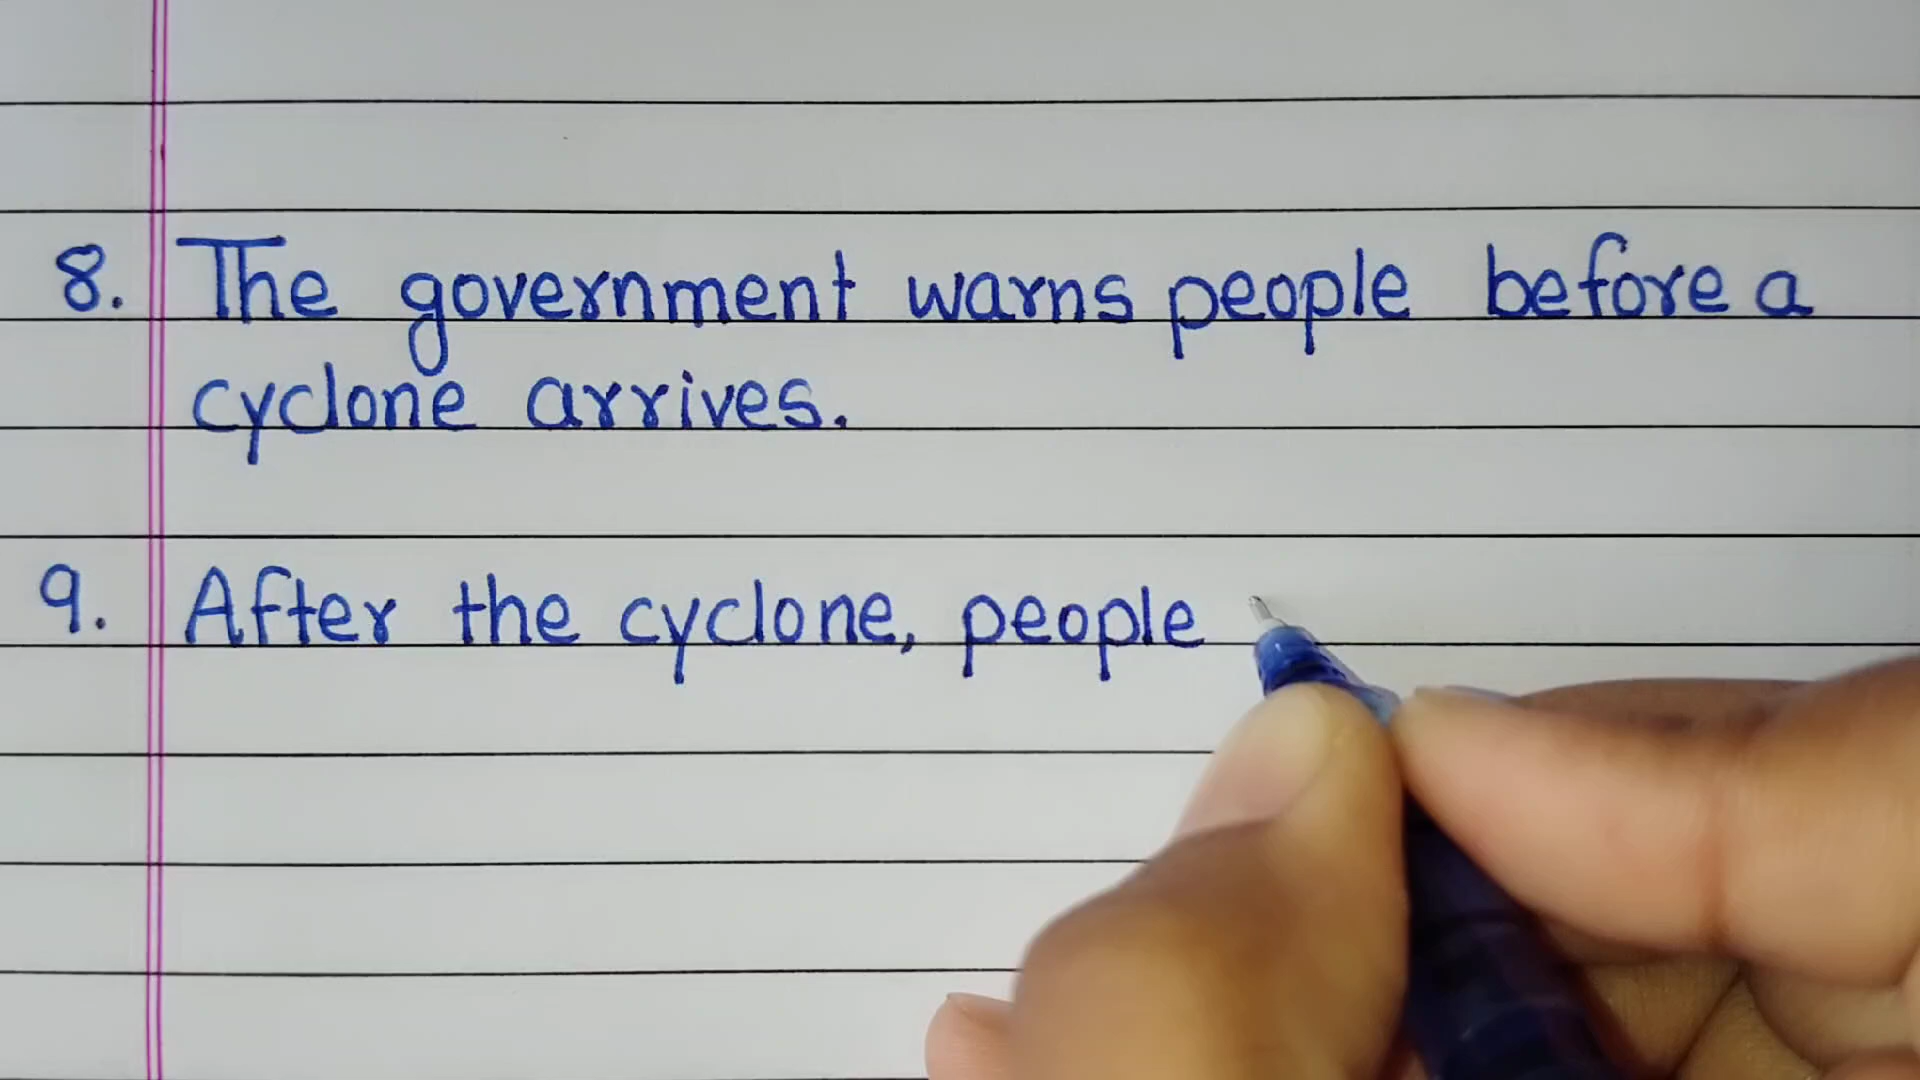 8. The government warns people before a
cyclone arrives.
9. After the cyclone, people